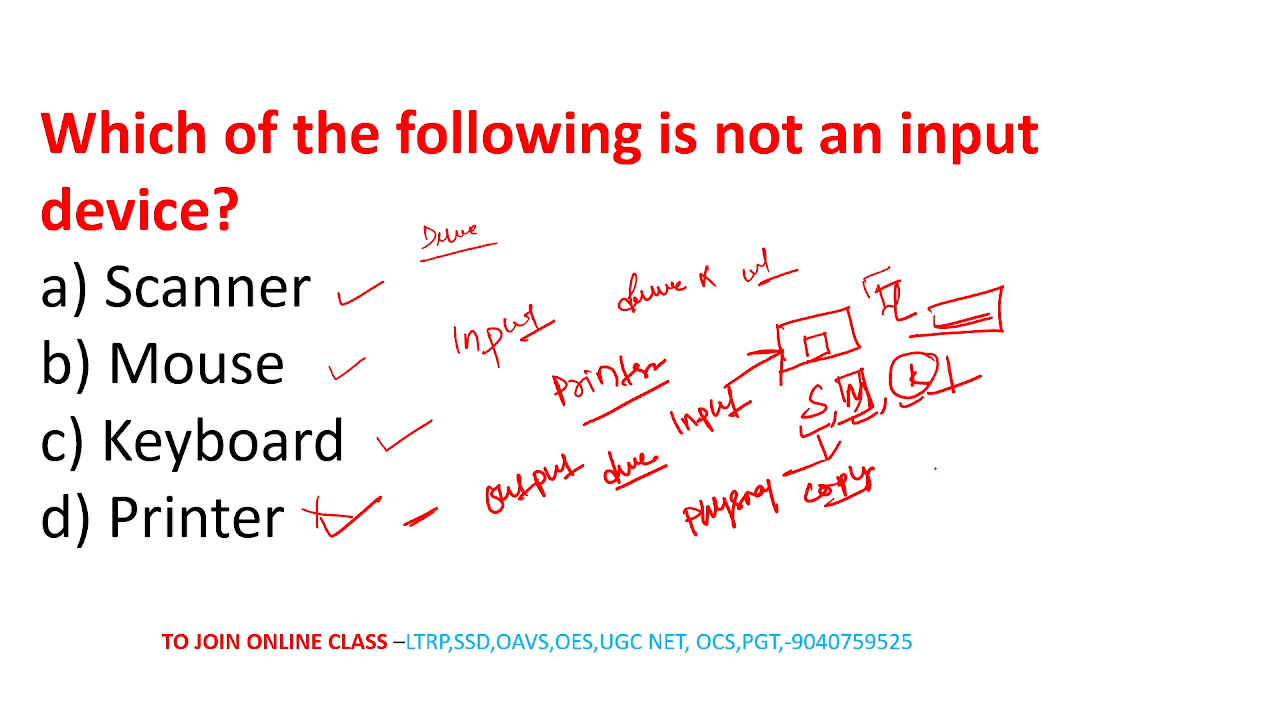 Which of the following is not an input
device?
a) Scanner
b) Mouse
c) Keyboard
d) Printer
Input
Printer
Input
S, M, K
Output
copy
TO JOIN ONLINE CLASS –LTRP,SSD,OAVS,OES,UGC NET, OCS,PGT,-9040759525